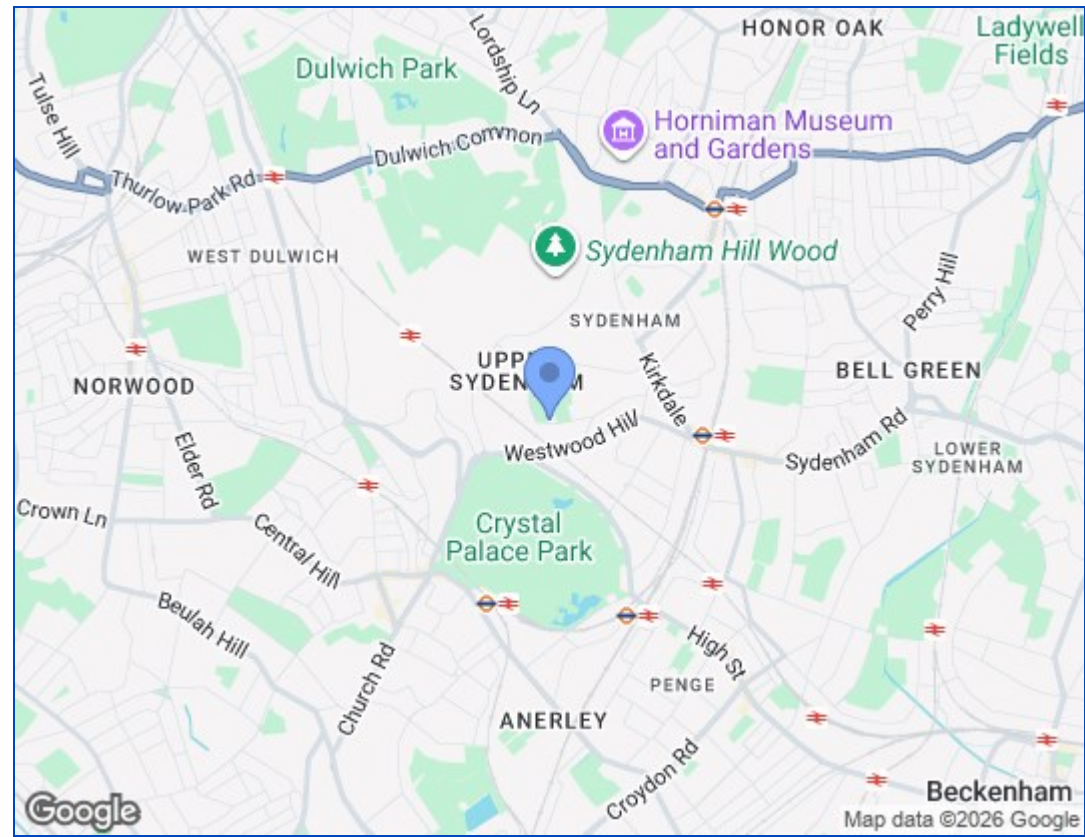 HONOR OAK
Ladywell
Fields
Lordship Ln
Dulwich Park
Tulse Hill
Horniman Museum
and Gardens
Dulwich Common
Thurlow Park Rd
WEST DULWICH
Sydenham Hill Wood
Perry Hill
SYDENHAM
UPP
SYDEN M
Kirkdale
BELL GREEN
NORWOOD
Westwood Hill
Sydenham Rd
LOWER
SYDENHAM
Elder Rd
Crown Ln
Central Hill
Crystal
Palace Park
Beulah Hill
High St
Church Rd
PENGE
ANERLEY
Croydon Rd
Beckenham
Google
Map data ©2026 Google